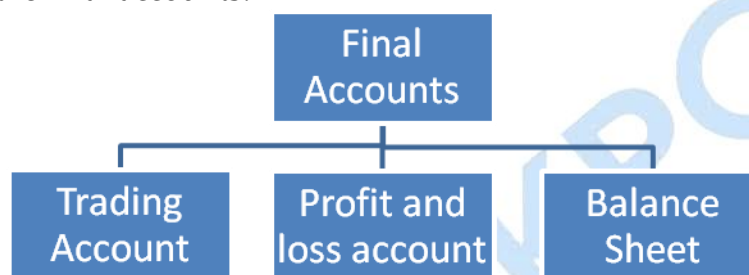 Final
Accounts
Trading
Account
Profit and
loss account
Balance
Sheet